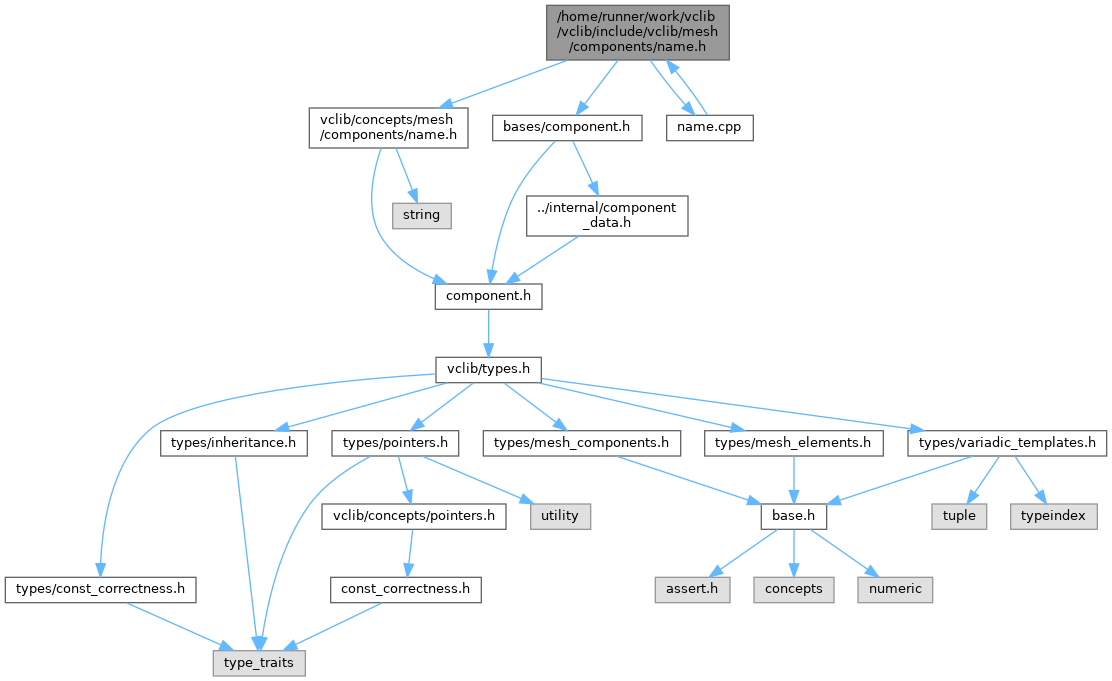 /home/runner/work/vclib
/vclib/include/vclib/mesh
/components/name.h
vclib/concepts/mesh
/components/name.h
bases/component.h
name.cpp
string
../internal/component
_data.h
component.h
vclib/types.h
types/inheritance.h
types/pointers.h
types/mesh_components.h
types/mesh_elements.h
types/variadic_templates.h
vclib/concepts/pointers.h
utility
base.h
tuple
typeindex
types/const_correctness.h
const_correctness.h
assert.h
concepts
numeric
type_traits